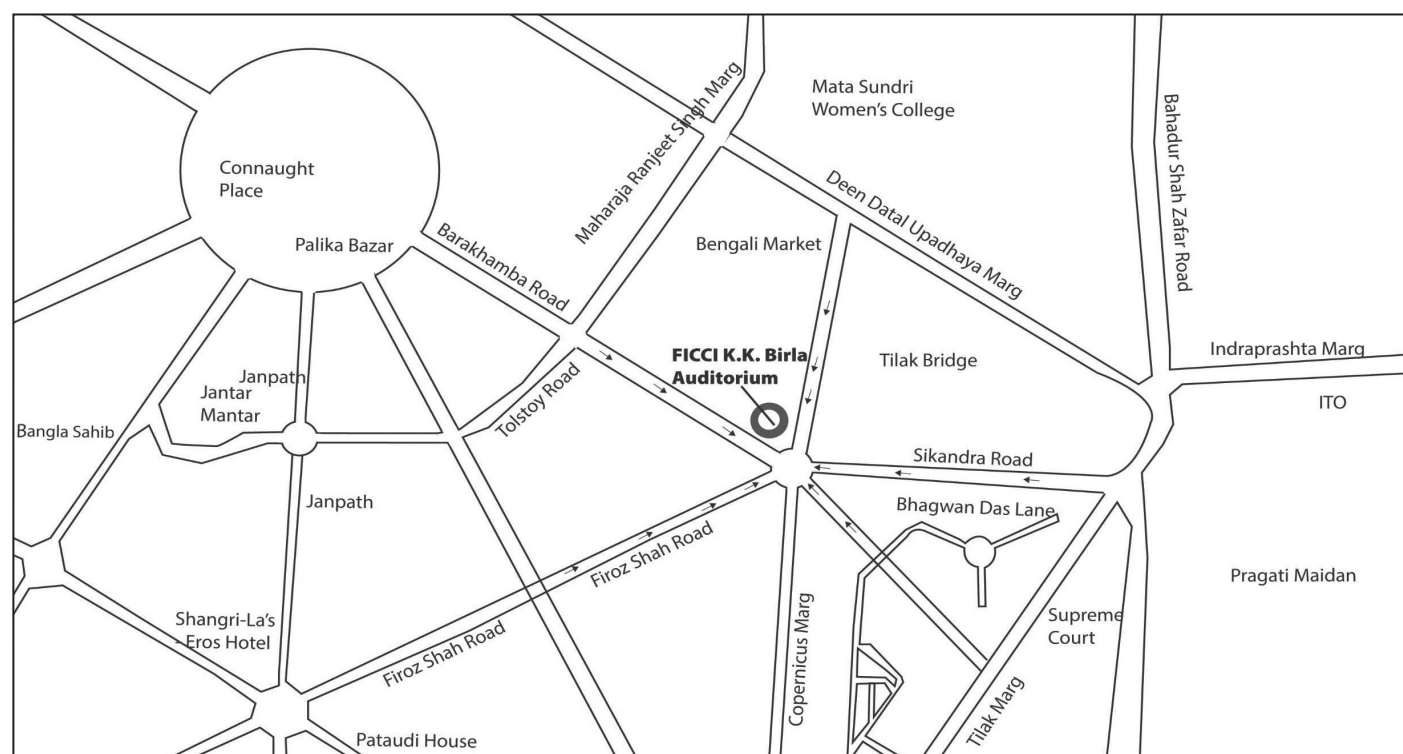 Mata Sundri
Women's College
Maharaja Ranjeet Singh Marg
Bahadur Shah Zafar Road
Connaught
Place
Deen Datal Upadhaya Marg
Palika Bazar
Barakhamba Road
Bengali Market
Indraprashta Marg
FICCI K.K. Birla
Auditorium
Tilak Bridge
Janpath
Jantar
Mantar
ITO
Tolstoy Road
Bangla Sahib
Sikandra Road
Janpath
Bhagwan Das Lane
Firoz Shah Road
Pragati Maidan
Shangri-La's
-Eros Hotel
Supreme
Court
Copernicus Marg
Firoz Shah Road
Tilak Marg
Pataudi House